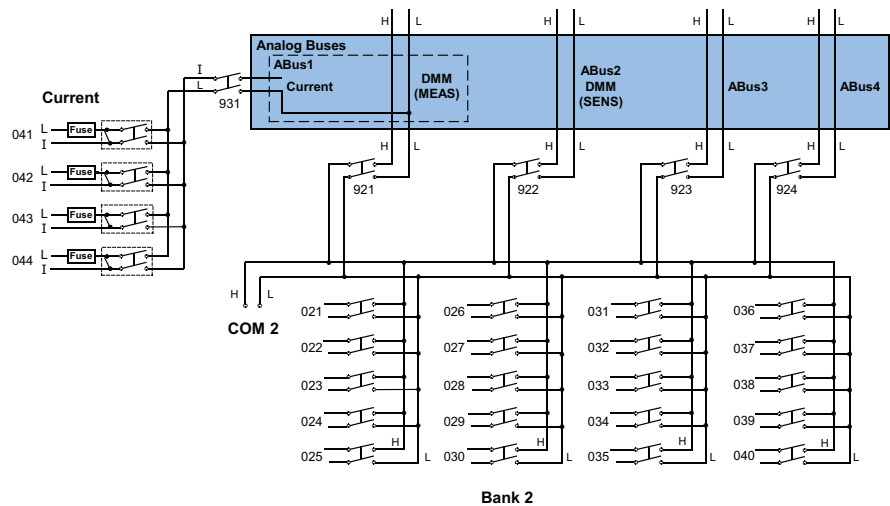 H L H L H L H L
Analog Buses
I ABus1
Current DMM (MEAS)
L
931
ABus2
DMM
(SENS)
ABus3
ABus4
Current
041 L Fuse
I
042 L Fuse
I
043 L Fuse
I
044 L Fuse
I
H L H L H L H L
921 922 923 924
H L
COM 2
021 026 031 036
022 027 032 037
023 028 033 038
024 029 034 039
H H H H
025 030 035 040
L L L L
Bank 2